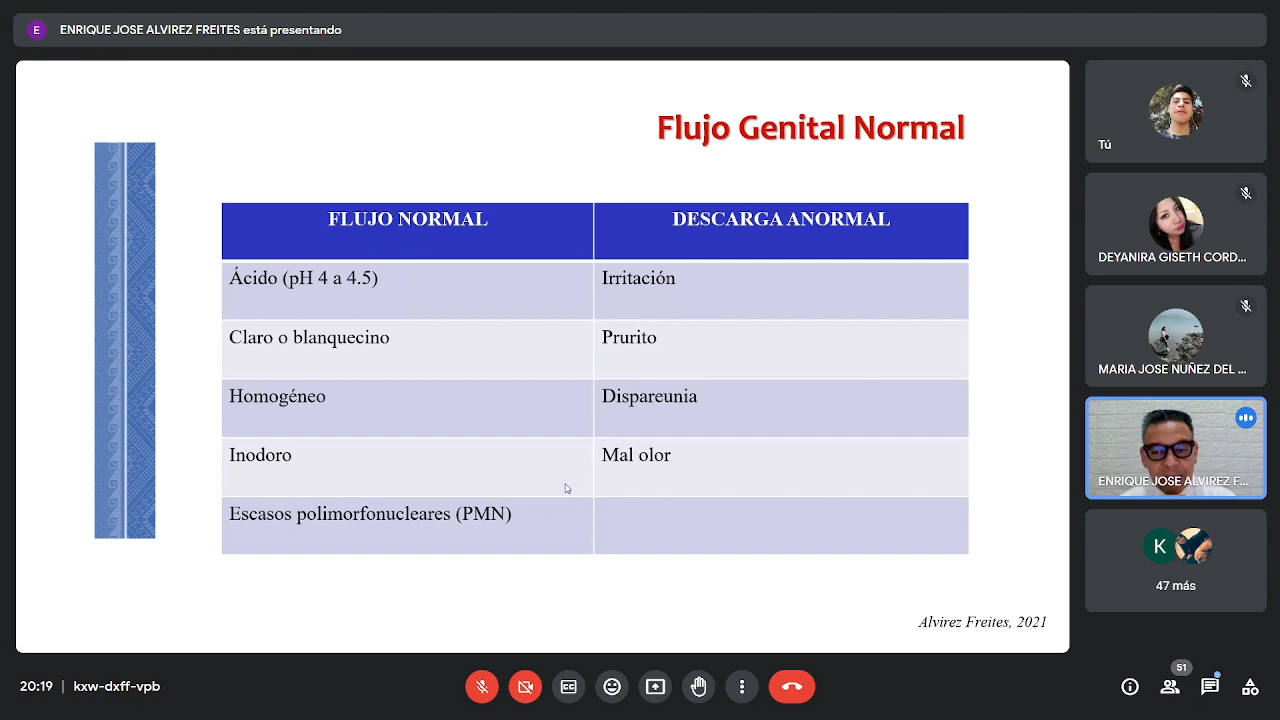 E
ENRIQUE JOSE ALVIREZ FREITES está presentando
Flujo Genital Normal
FLUJO NORMAL
DESCARGA ANORMAL
Ácido (pH 4 a 4.5)
Irritación
Claro o blanquecino
Prurito
Homogéneo
Dispareunia
Inodoro
Mal olor
Escasos polimorfonucleares (PMN)
Alvirez Freites, 2021
Tú
DEYANIRA GISETH CORD...
MARIA JOSE NUÑEZ DEL ...
ENRIQUE JOSE ALVIREZ F...
K
47 más
20:19 | kxw-dxff-vpb
51